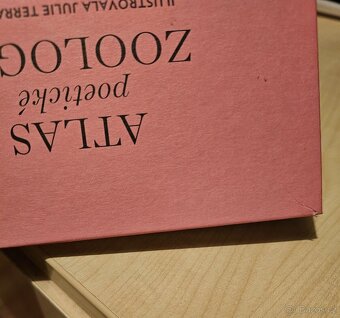 ATLAS
poetické
ZOOLOG
ILUSTROVALA JULIE TERRA